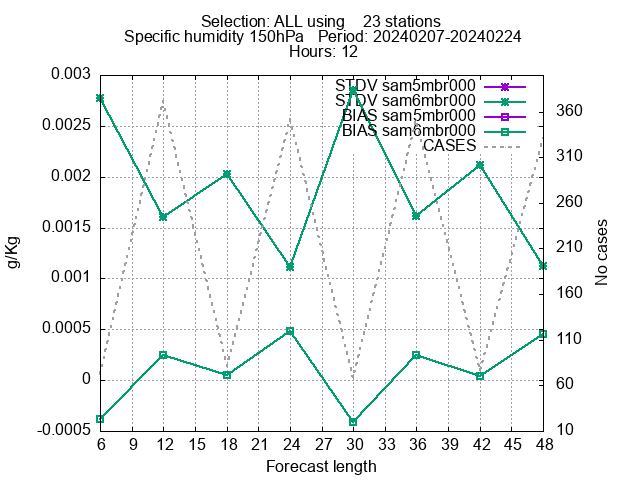 Selection: ALL using 23 stations
Specific humidity 150hPa Period: 20240207-20240224
Hours: 12
STDV sam5mbr000
STDV sam6mbr000
BIAS sam5mbr000
BIAS sam6mbr000
CASES
g/Kg
0.003
0.0025
0.002
0.0015
0.001
0.0005
0
-0.0005
No cases
360
310
260
210
160
110
60
10
6 9 12 15 18 21 24 27 30 33 36 39 42 45 48
Forecast length